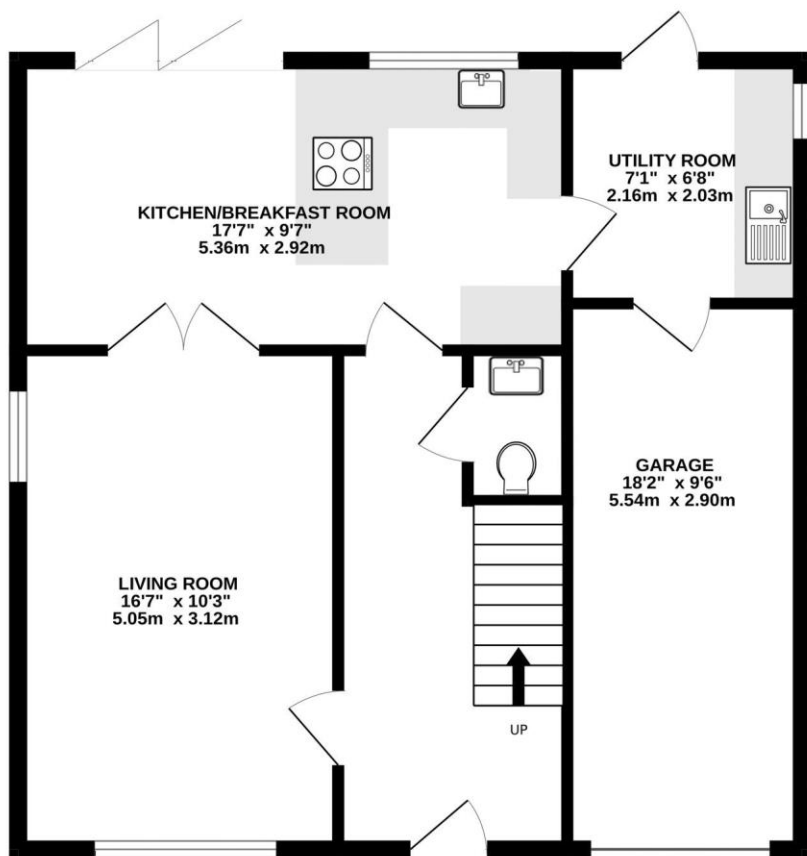 UTILITY ROOM
7'1" x 6'8"
2.16m x 2.03m
KITCHEN/BREAKFAST ROOM
17'7" x 9'7"
5.36m x 2.92m
GARAGE
18'2" x 9'6"
5.54m x 2.90m
LIVING ROOM
16'7" x 10'3"
5.05m x 3.12m
UP